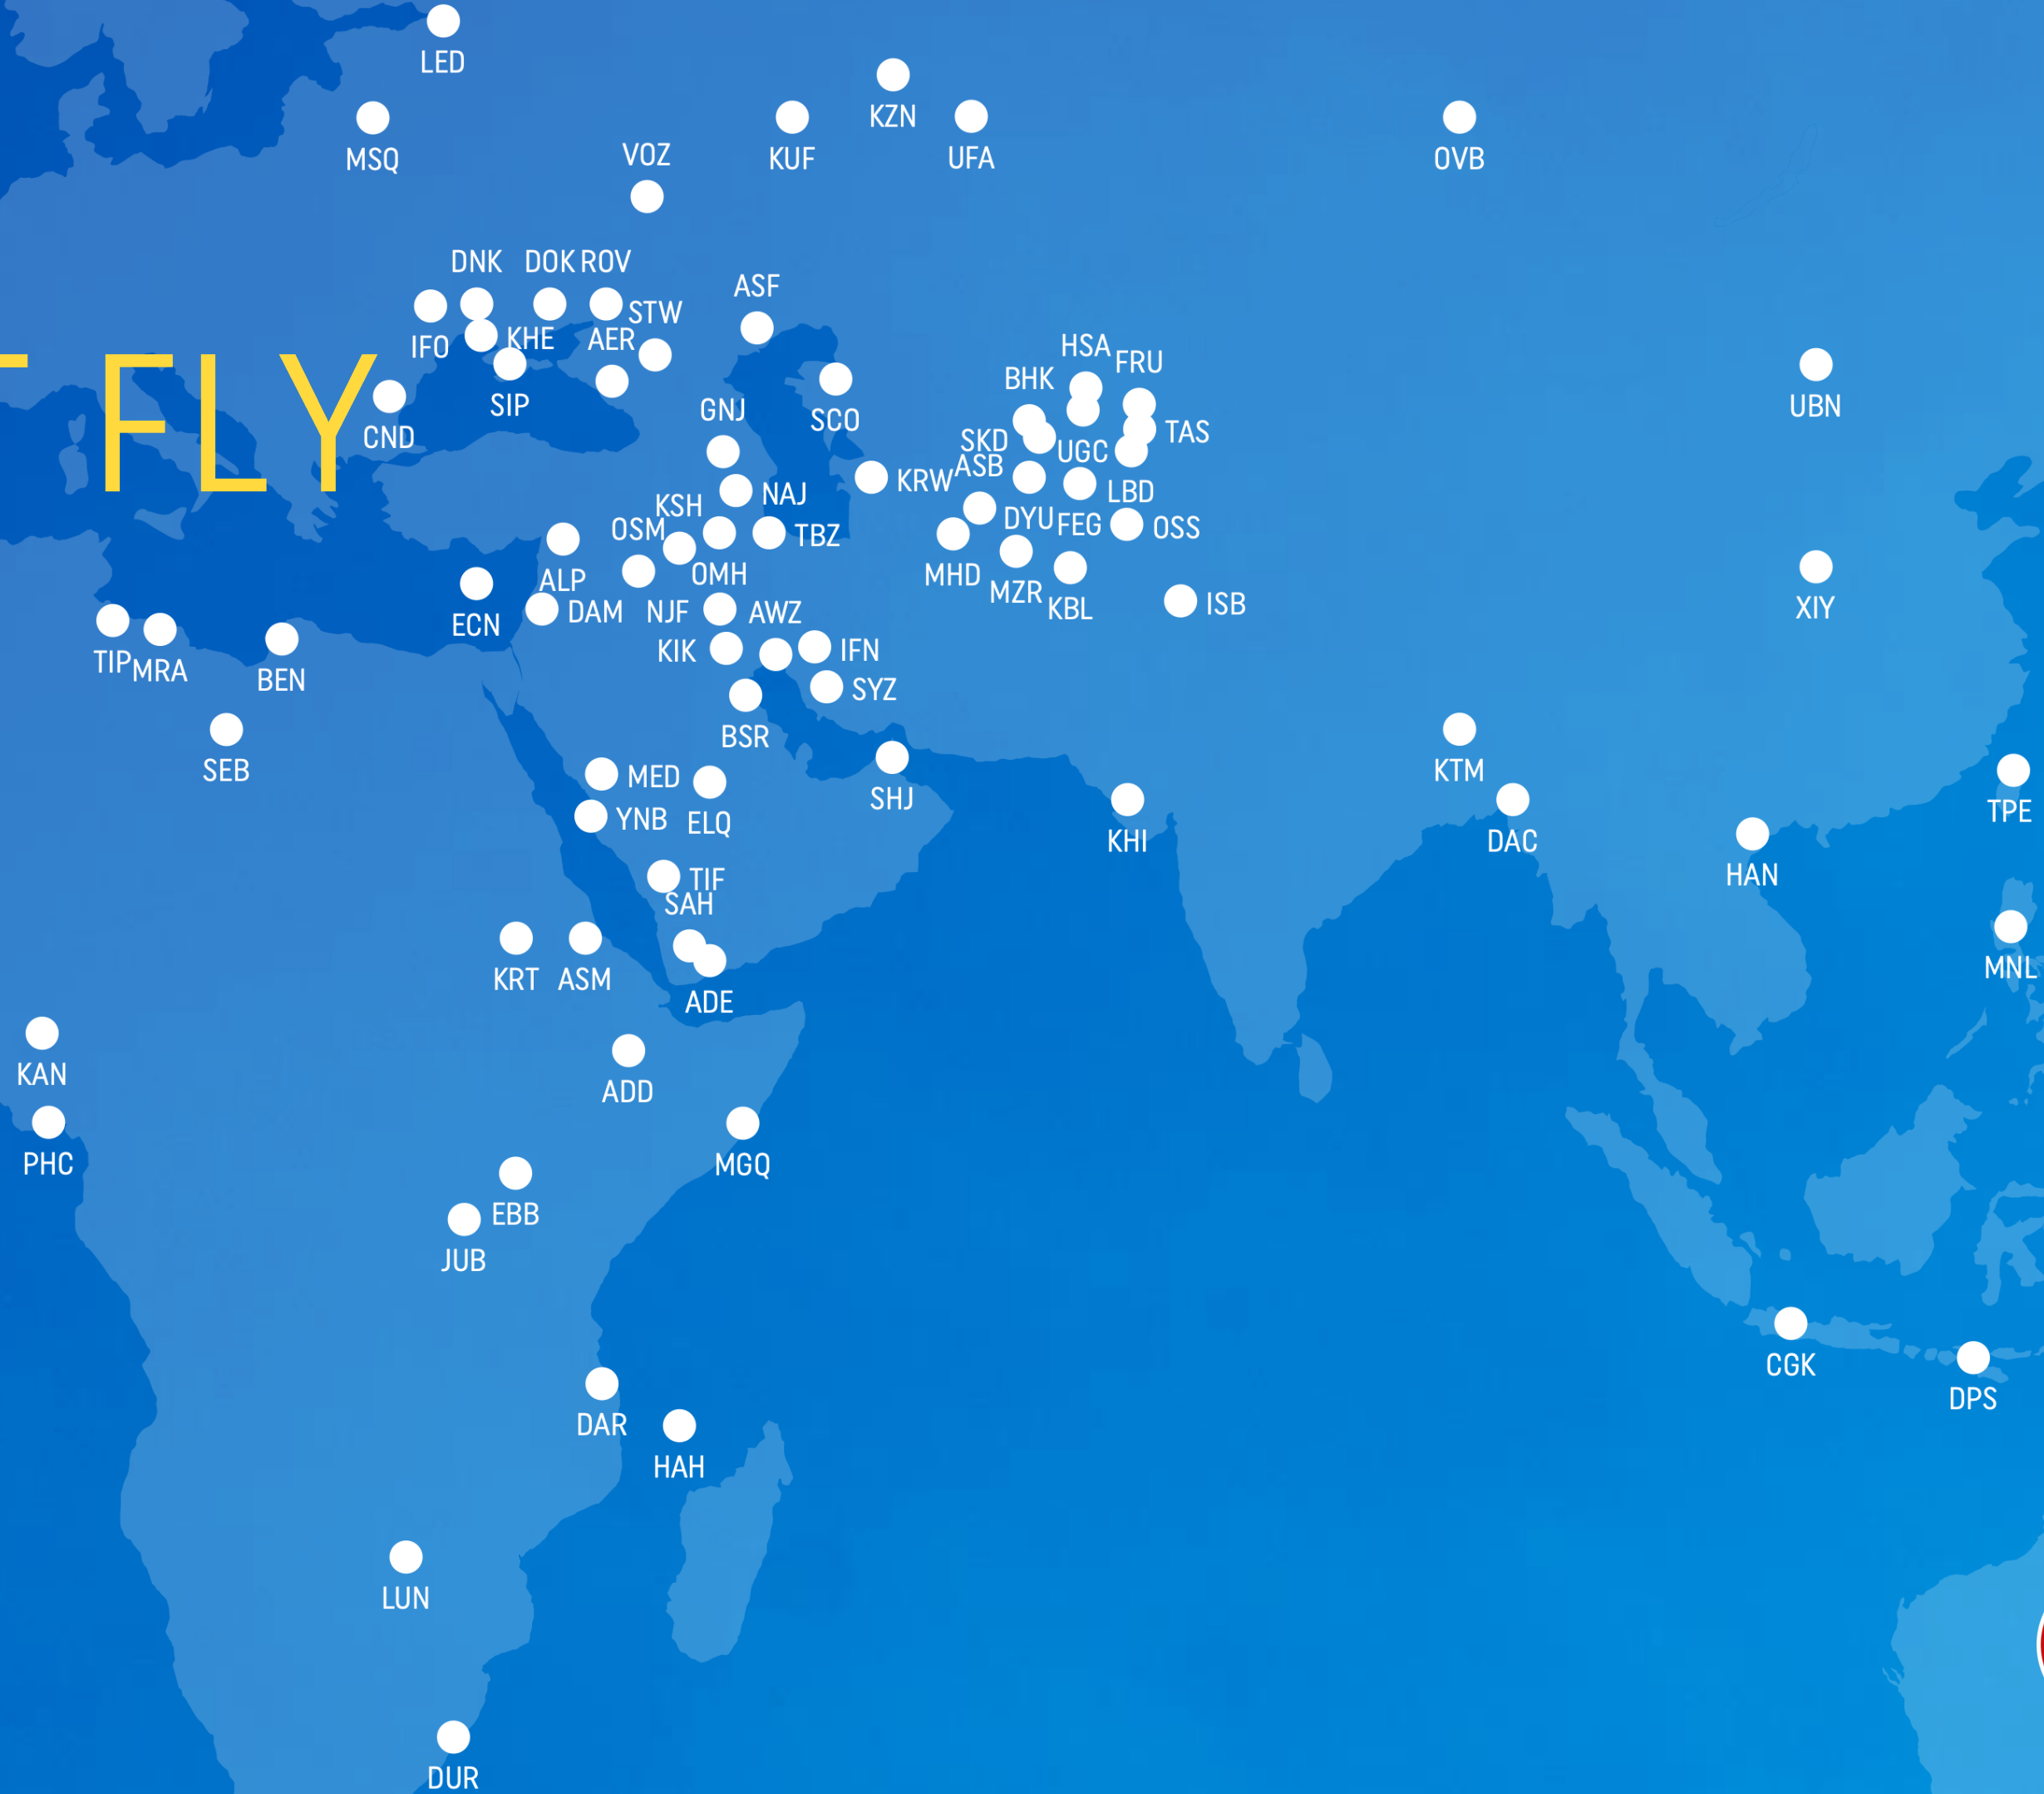 LED
KZN
MSQ
VOZ
KUF
UFA
OVB
DNK
DOK
ROV
ASF
STW
IFO
KHE
AER
HSA
FRU
BHK
FLY
SIP
CND
GNJ
SCO
UBN
SKD
UGC
TAS
ASB
KRW
KSH
NAJ
LBD
OSM
TBZ
DYU
FEG
OSS
ALP
OMH
MHD
MZR
KBL
ISB
XIY
ECN
DAM
NJF
AWZ
TIP
MRA
BEN
KIK
IFN
SYZ
BSR
SEB
MED
YNB
ELQ
SHJ
KTM
TPE
KHI
DAC
HAN
TIF
SAH
KRT
ASM
ADE
MNL
KAN
ADD
PHC
MGQ
EBB
JUB
CGK
DPS
DAR
HAH
LUN
DUR